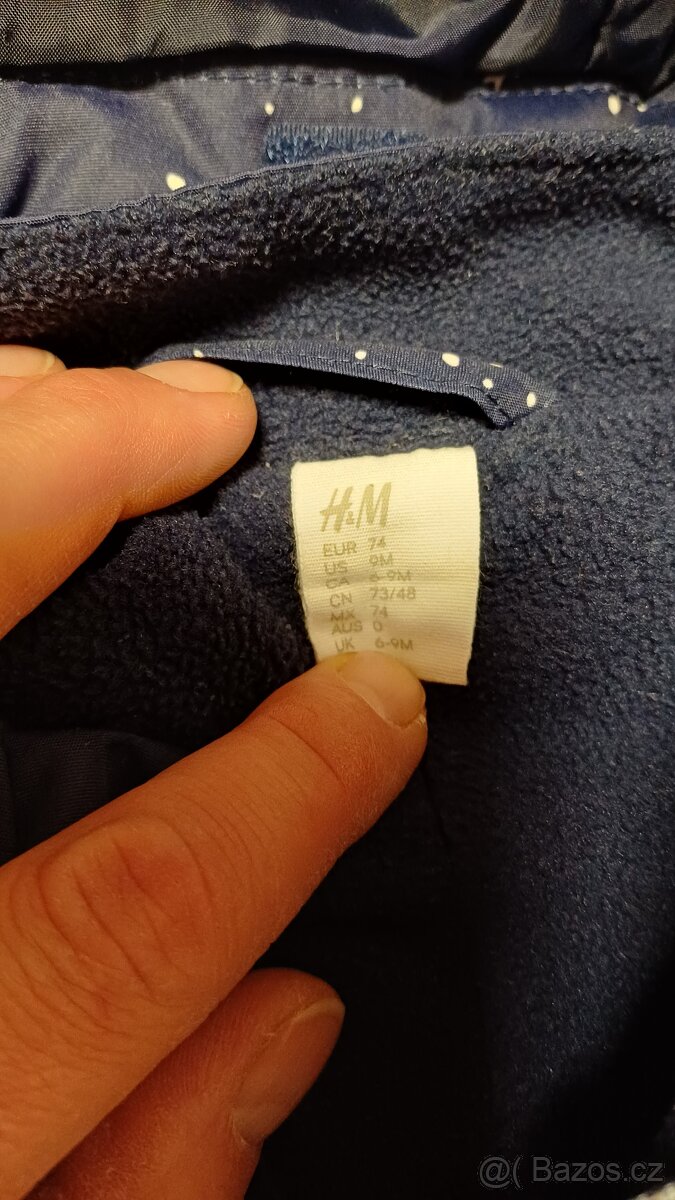 H&M
EUR 74
US 9M
CA 6-9M
CN 73/48
MX 74
AUS 0
UK 6-9M
@( Bazos.cz